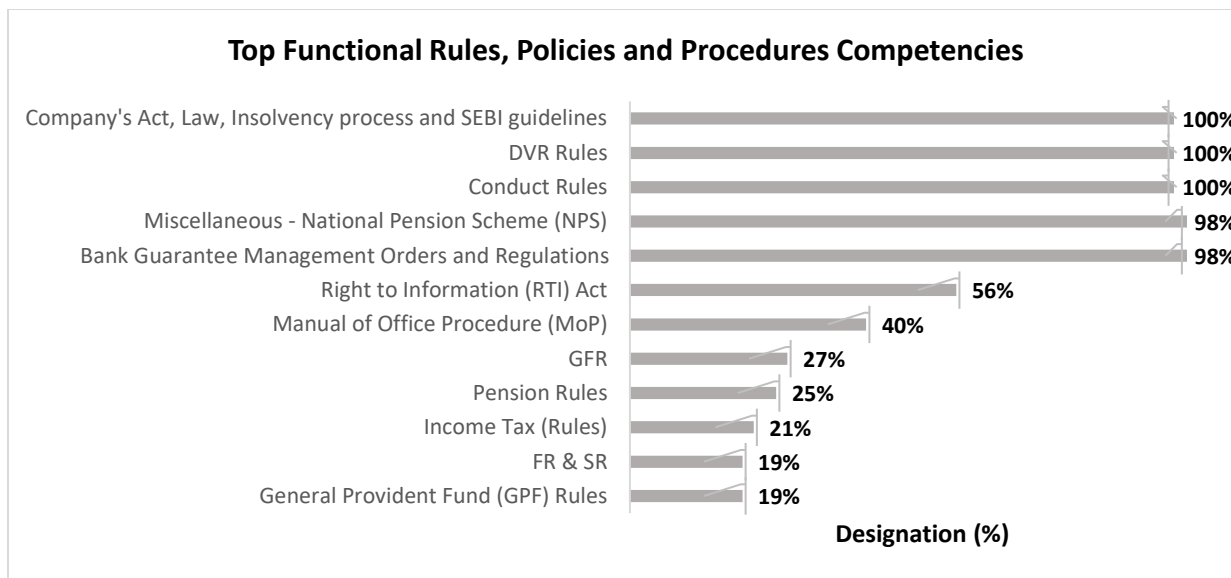 Top Functional Rules, Policies and Procedures Competencies
Company's Act, Law, Insolvency process and SEBI guidelines 100%
DVR Rules 100%
Conduct Rules 100%
Miscellaneous - National Pension Scheme (NPS) 98%
Bank Guarantee Management Orders and Regulations 98%
Right to Information (RTI) Act 56%
Manual of Office Procedure (MoP) 40%
GFR 27%
Pension Rules 25%
Income Tax (Rules) 21%
FR & SR 19%
General Provident Fund (GPF) Rules 19%
Designation (%)